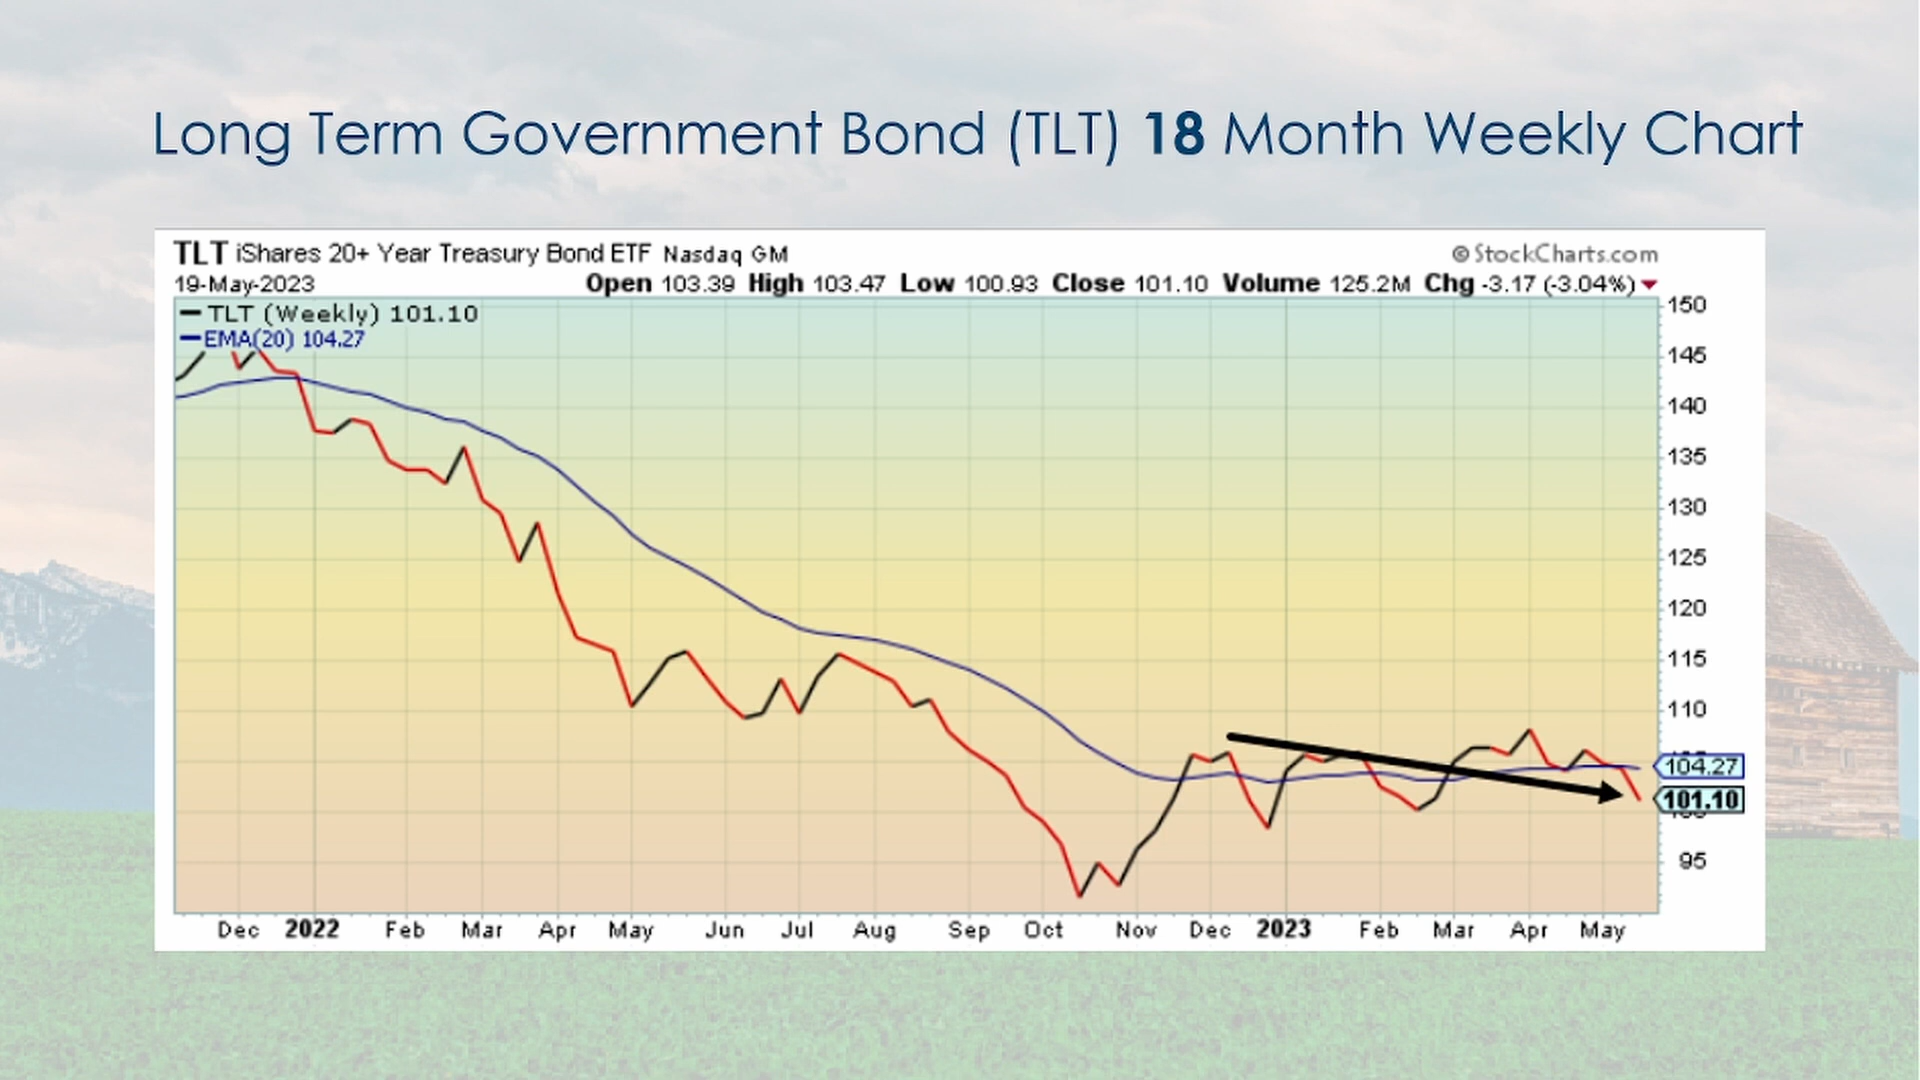 Long Term Government Bond (TLT) 18 Month Weekly Chart
TLT iShares 20+ Year Treasury Bond ETF Nasdaq GM
© StockCharts.com
19-May-2023
Open 103.39 High 103.47 Low 100.93 Close 101.10 Volume 125.2M Chg -3.17 (-3.04%)
TLT (Weekly) 101.10
EMA(20) 104.27
150
145
140
135
130
125
120
115
110
104.27
101.10
95
Dec 2022 Feb Mar Apr May Jun Jul Aug Sep Oct Nov Dec 2023 Feb Mar Apr May